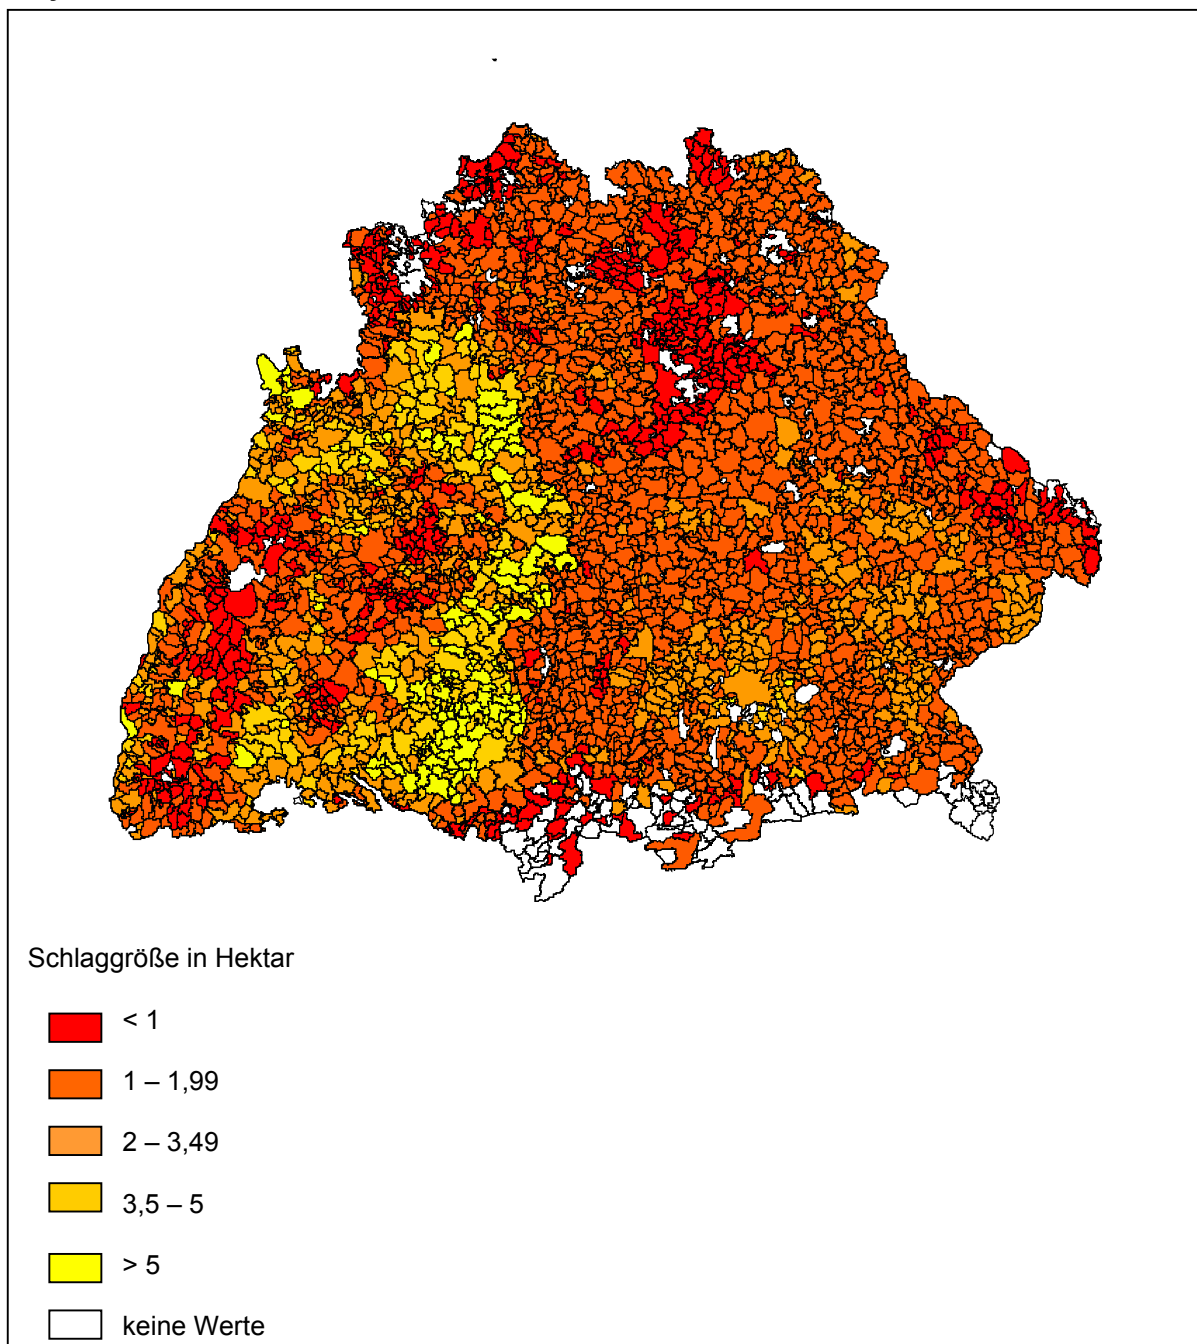 Schlaggröße in Hektar
< 1
1 – 1,99
2 – 3,49
3,5 – 5
> 5
keine Werte